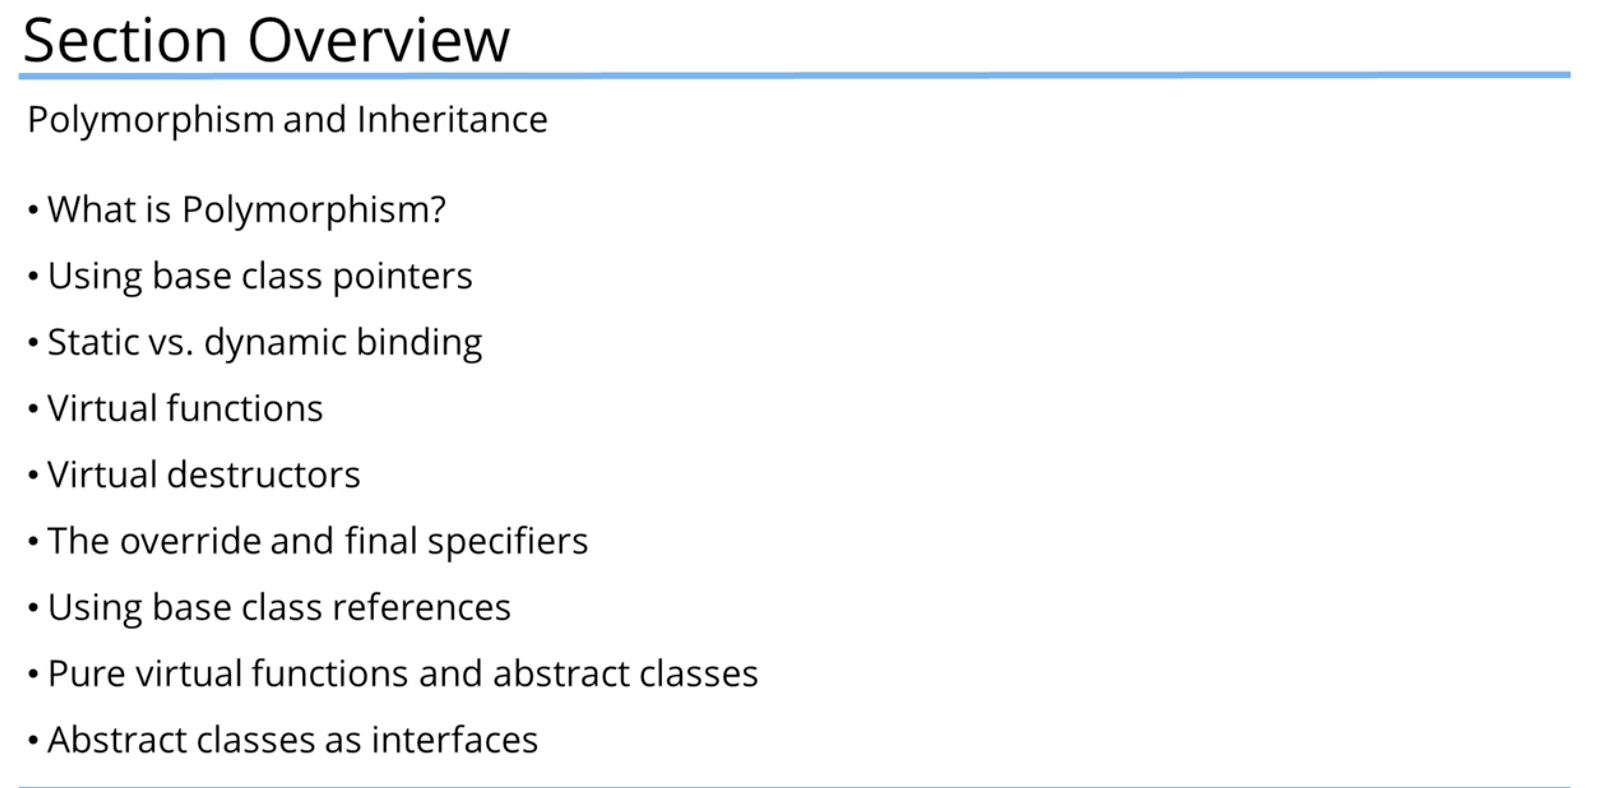 Section Overview
Polymorphism and Inheritance
• What is Polymorphism?
• Using base class pointers
• Static vs. dynamic binding
• Virtual functions
• Virtual destructors
• The override and final specifiers
• Using base class references
• Pure virtual functions and abstract classes
• Abstract classes as interfaces